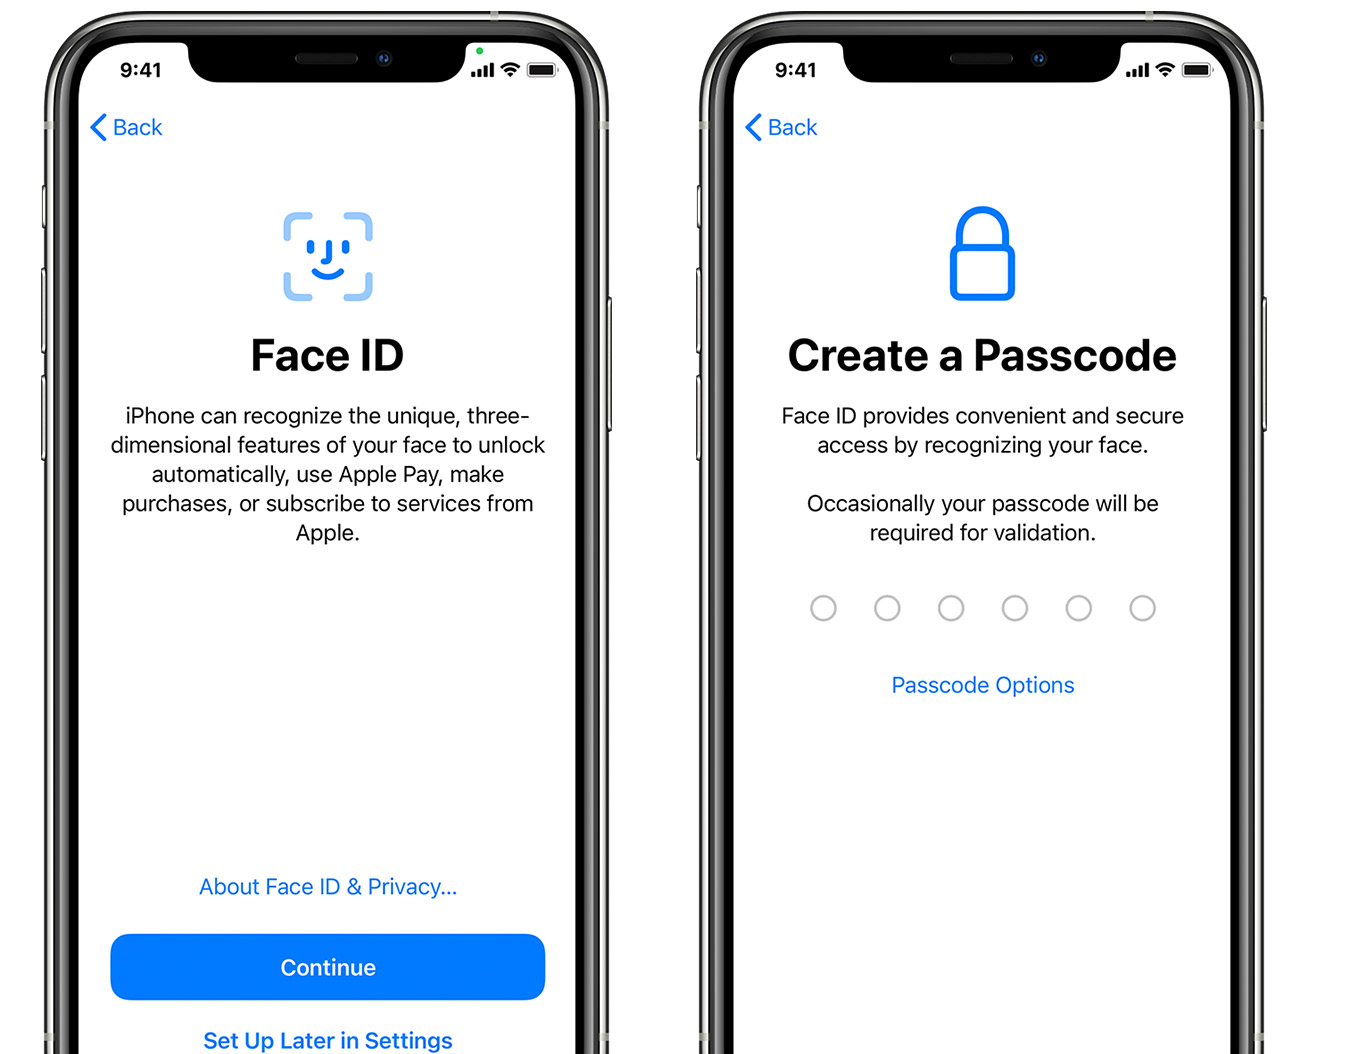 9:41
Back
Face ID
iPhone can recognize the unique, three-
dimensional features of your face to unlock
automatically, use Apple Pay, make
purchases, or subscribe to services from
Apple.
About Face ID & Privacy...
Continue
Set Up Later in Settings
9:41
Back
Create a Passcode
Face ID provides convenient and secure
access by recognizing your face.
Occasionally your passcode will be
required for validation.
Passcode Options